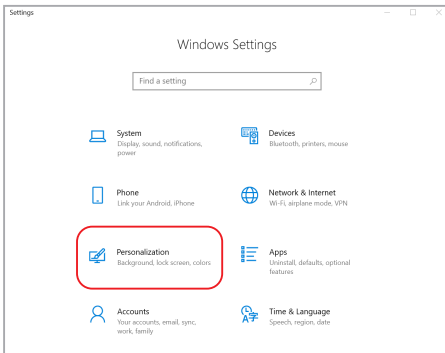 Settings
Windows Settings
Find a setting
System
Display, sound, notifications,
power
Devices
Bluetooth, printers, mouse
Phone
Link your Android, iPhone
Network & Internet
Wi-Fi, airplane mode, VPN
Personalization
Background, lock screen, colors
Apps
Uninstall, defaults, optional
features
Accounts
Your accounts, email, sync,
work, family
Time & Language
Speech, region, date